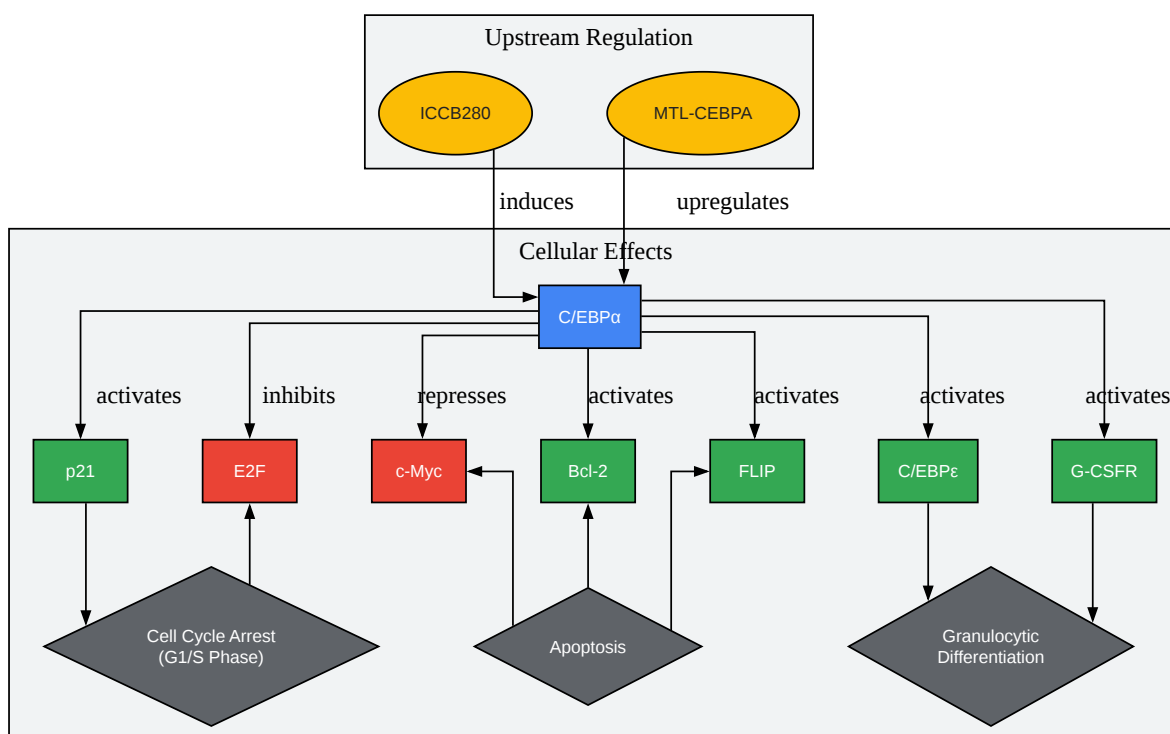 Upstream Regulation
ICCB280
MTL-CEBPA
induces
upregulates
Cellular Effects
C/EBPα
activates
inhibits
represses
activates
activates
activates
activates
p21
E2F
c-Myc
Bcl-2
FLIP
C/EBPε
G-CSFR
Cell Cycle Arrest
(G1/S Phase)
Apoptosis
Granulocytic
Differentiation